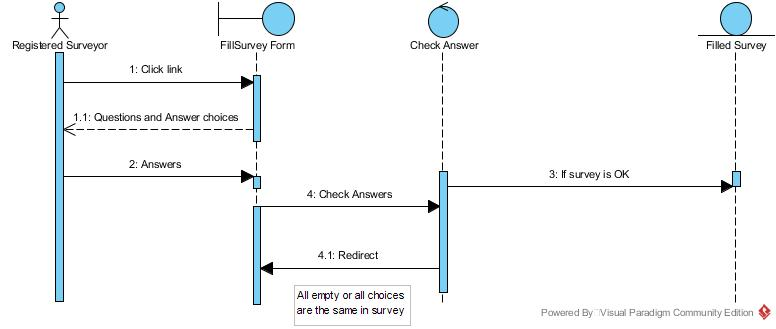 Registered Surveyor
FillSurvey Form
Check Answer
Filled Survey
1: Click link
1.1: Questions and Answer choices
2: Answers
3: If survey is OK
4: Check Answers
4.1: Redirect
All empty or all choices
are the same in survey
Powered By Visual Paradigm Community Edition